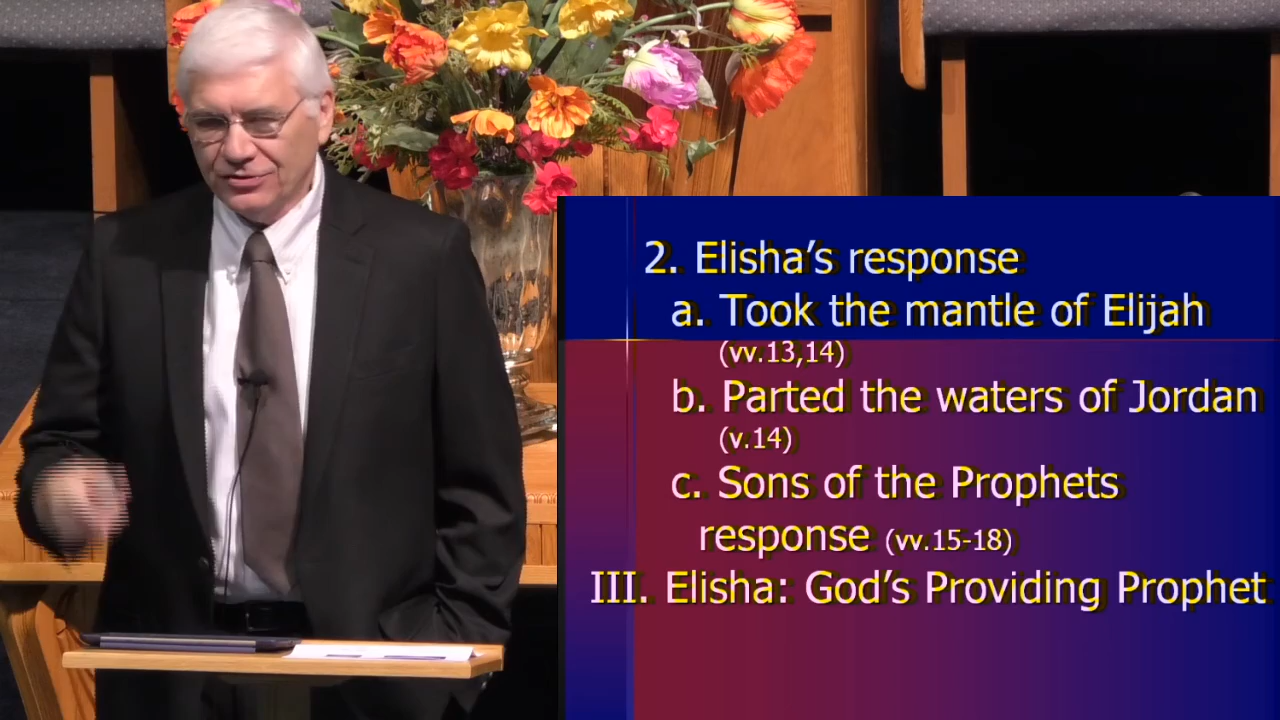 2. Elisha’s response
a. Took the mantle of Elijah
(vv.13,14)
b. Parted the waters of Jordan
(v.14)
c. Sons of the Prophets
response (vv.15-18)
III. Elisha: God’s Providing Prophet